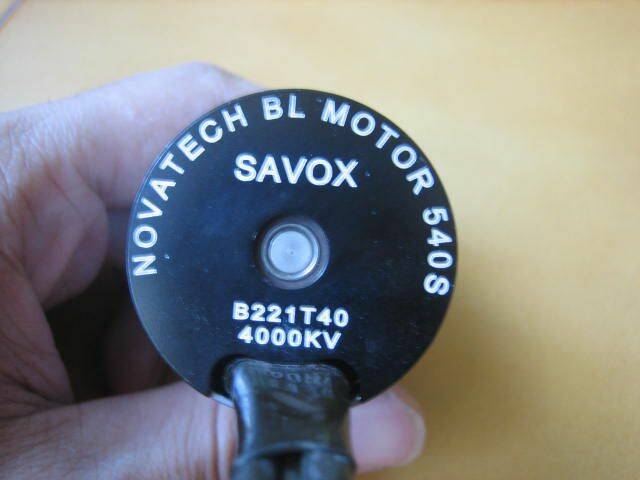 NOVATECH BL MOTOR 540S
SAVOX
B221T40
4000KV